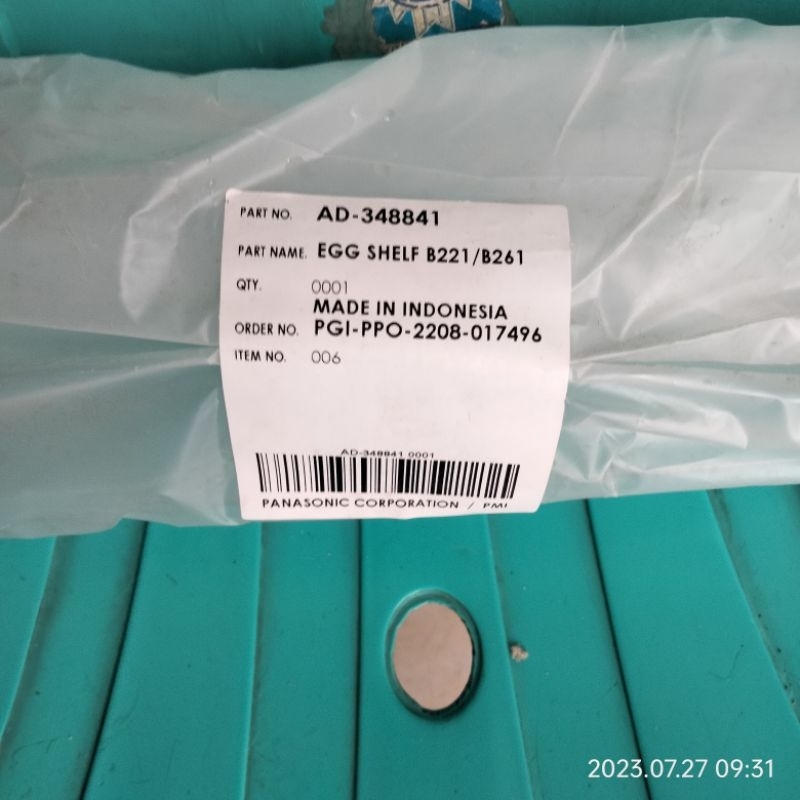 PART NO. AD-348841
PART NAME. EGG SHELF B221/B261
QTY. 0001
MADE IN INDONESIA
ORDER NO. PGI-PPO-2208-017496
ITEM NO. 006
AD-348841 0001
PANASONIC CORPORATION / PMI
2023.07.27 09:31